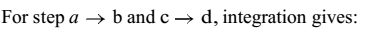 For step a → b and c → d, integration gives: